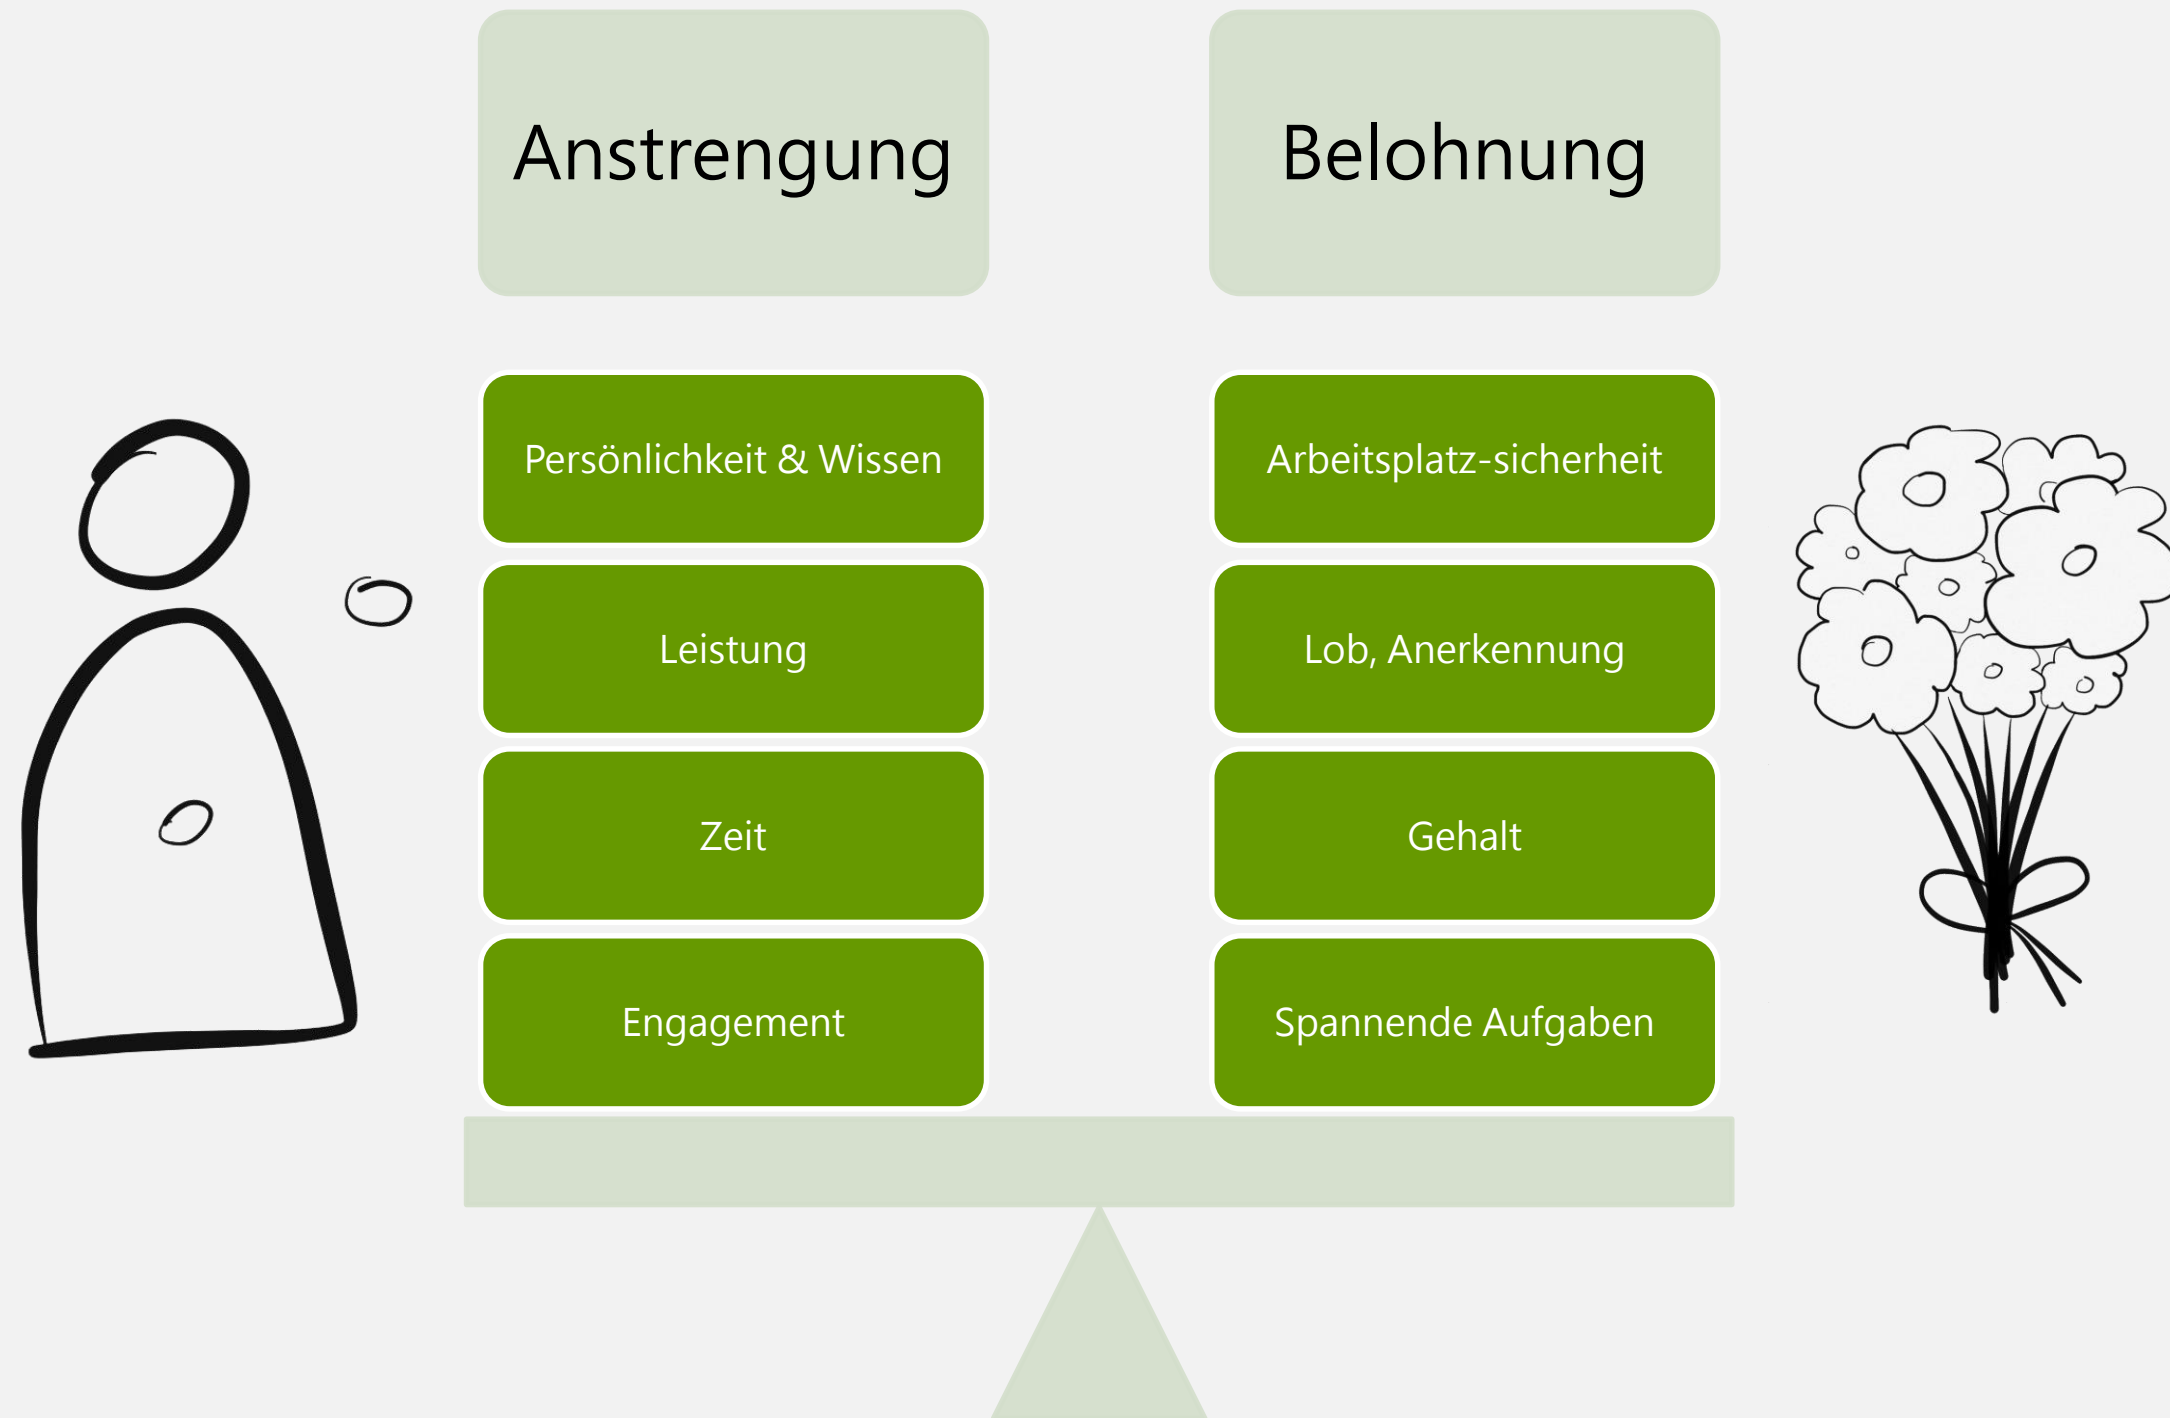 Anstrengung
Belohnung
Persönlichkeit & Wissen
Leistung
Zeit
Engagement
Arbeitsplatz-sicherheit
Lob, Anerkennung
Gehalt
Spannende Aufgaben